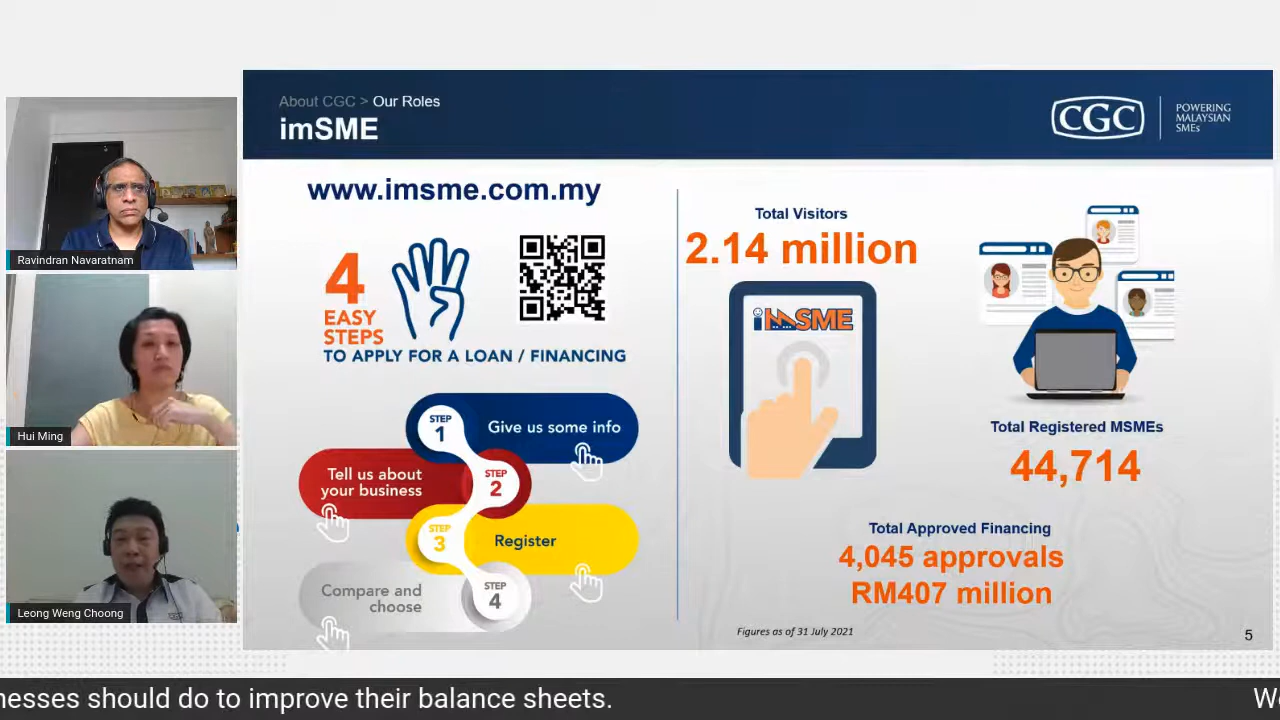 About CGC > Our Roles
imSME
CGC
POWERING
MALAYSIAN
SMEs
Ravindran Navaratnam
Hui Ming
Leong Weng Choong
www.imsme.com.my
4
EASY
STEPS
TO APPLY FOR A LOAN / FINANCING
STEP
1
Give us some info
Tell us about
your business
STEP
2
STEP
3
Register
Compare and
choose
STEP
4
Total Visitors
2.14 million
imSME
Total Registered MSMEs
44,714
Total Approved Financing
4,045 approvals
RM407 million
Figures as of 31 July 2021
5
nesses should do to improve their balance sheets.